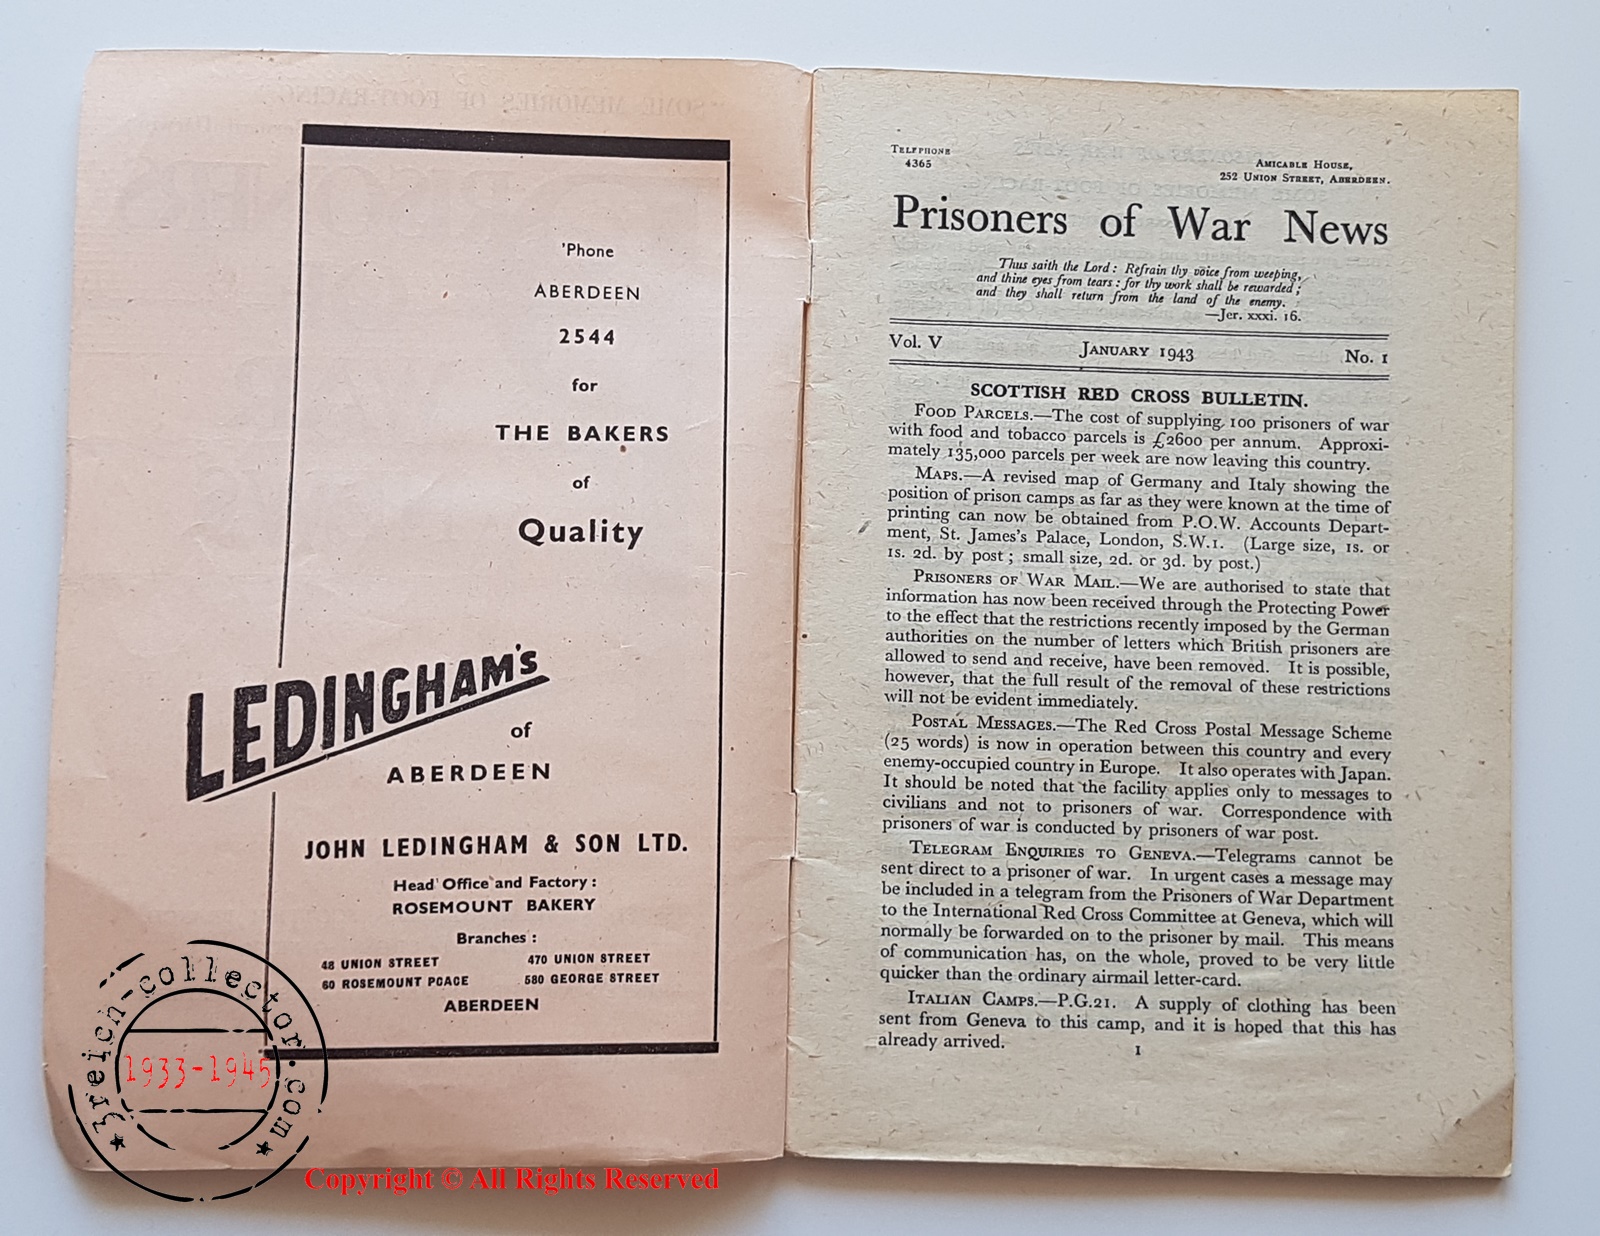 'Phone
ABERDEEN
2544
for
THE BAKERS
of
Quality
LEDINGHAM'S
of
ABERDEEN
JOHN LEDINGHAM & SON LTD.
Head Office and Factory:
ROSEMOUNT BAKERY
Branches:
48 UNION STREET 470 UNION STREET
60 ROSEMOUNT PCACE 580 GEORGE STREET
ABERDEEN
3reich-collector.com
1933-1945
Copyright © All Rights Reserved
TELEPHONE
4365
AMICABLE HOUSE,
252 UNION STREET, ABERDEEN.
Prisoners of War News
Thus saith the Lord: Refrain thy voice from weeping,
and thine eyes from tears: for thy work shall be rewarded;
and they shall return from the land of the enemy.
—Jer. xxxi. 16.
Vol. V JANUARY 1943 No. 1
SCOTTISH RED CROSS BULLETIN.
FOOD PARCELS.—The cost of supplying 100 prisoners of war
with food and tobacco parcels is £2600 per annum. Approxi-
mately 135,000 parcels per week are now leaving this country.
MAPS.—A revised map of Germany and Italy showing the
position of prison camps as far as they were known at the time of
printing can now be obtained from P.O.W. Accounts Depart-
ment, St. James's Palace, London, S.W.1. (Large size, 1s. or
1s. 2d. by post; small size, 2d. or 3d. by post.)
PRISONERS OF WAR MAIL.—We are authorised to state that
information has now been received through the Protecting Power
to the effect that the restrictions recently imposed by the German
authorities on the number of letters which British prisoners are
allowed to send and receive, have been removed. It is possible,
however, that the full result of the removal of these restrictions
will not be evident immediately.
POSTAL MESSAGES.—The Red Cross Postal Message Scheme
(25 words) is now in operation between this country and every
enemy-occupied country in Europe. It also operates with Japan.
It should be noted that the facility applies only to messages to
civilians and not to prisoners of war. Correspondence with
prisoners of war is conducted by prisoners of war post.
TELEGRAM ENQUIRIES TO GENEVA.—Telegrams cannot be
sent direct to a prisoner of war. In urgent cases a message may
be included in a telegram from the Prisoners of War Department
to the International Red Cross Committee at Geneva, which will
normally be forwarded on to the prisoner by mail. This means
of communication has, on the whole, proved to be very little
quicker than the ordinary airmail letter-card.
ITALIAN CAMPS.—P.G.21. A supply of clothing has been
sent from Geneva to this camp, and it is hoped that this has
already arrived.
1